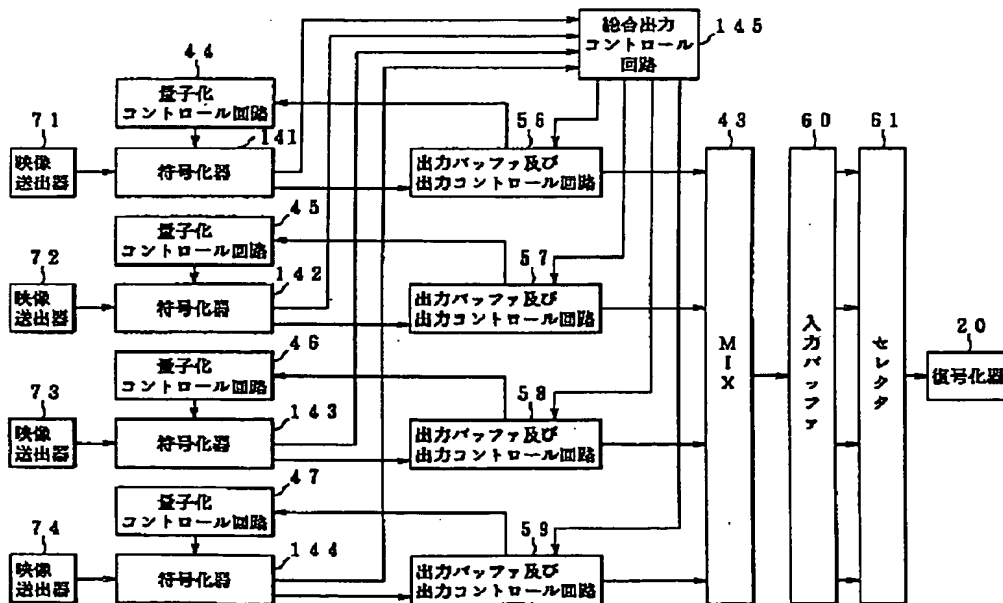 総合出力
コントロール
回路
145
44
量子化
コントロール回路
71
映像
送出器
141
符号化器
56
出力バッファ及び
出力コントロール回路
43
MIX
60
入力バッファ
61
セレクタ
45
量子化
コントロール回路
72
映像
送出器
142
符号化器
57
出力バッファ及び
出力コントロール回路
20
復号化器
46
量子化
コントロール回路
73
映像
送出器
143
符号化器
58
出力バッファ及び
出力コントロール回路
47
量子化
コントロール回路
74
映像
送出器
144
符号化器
59
出力バッファ及び
出力コントロール回路